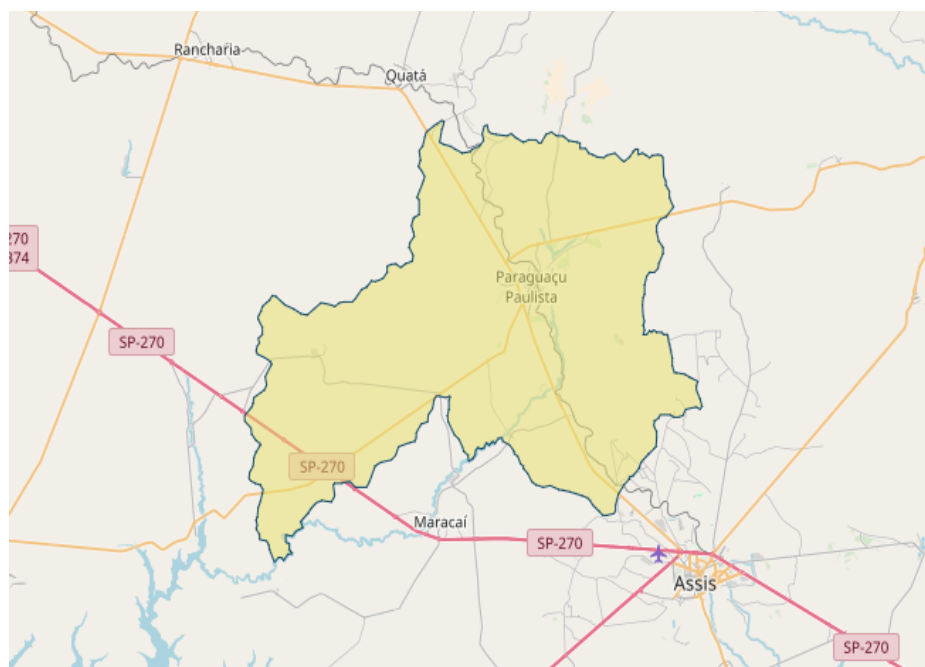 Rancharia
Quatá
270
374
Paraguaçu
Paulista
SP-270
SP-270
Maracaí
SP-270
Assis
SP-270